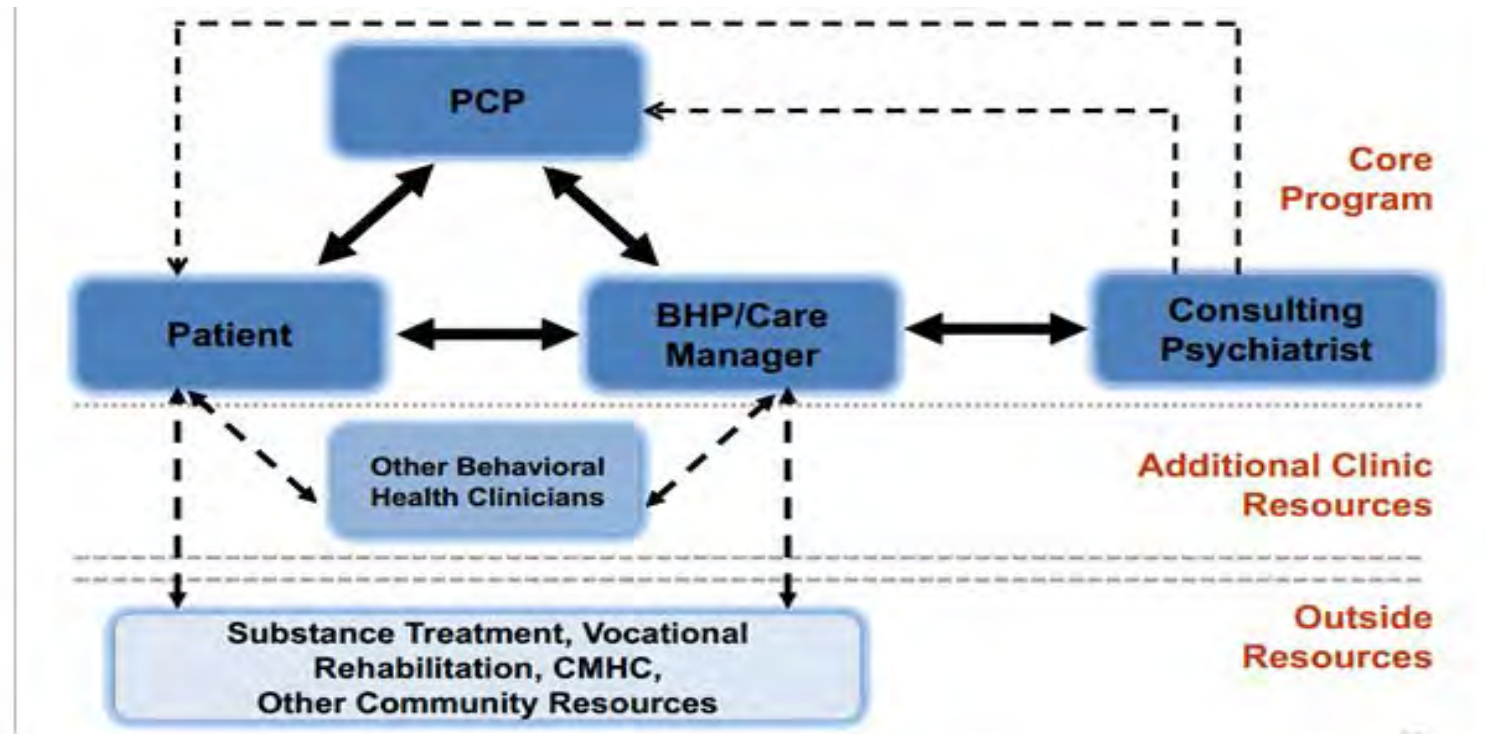 PCP
Core
Program
Patient
BHP/Care
Manager
Consulting
Psychiatrist
Other Behavioral
Health Clinicians
Additional Clinic
Resources
Substance Treatment, Vocational
Rehabilitation, CMHC,
Other Community Resources
Outside
Resources